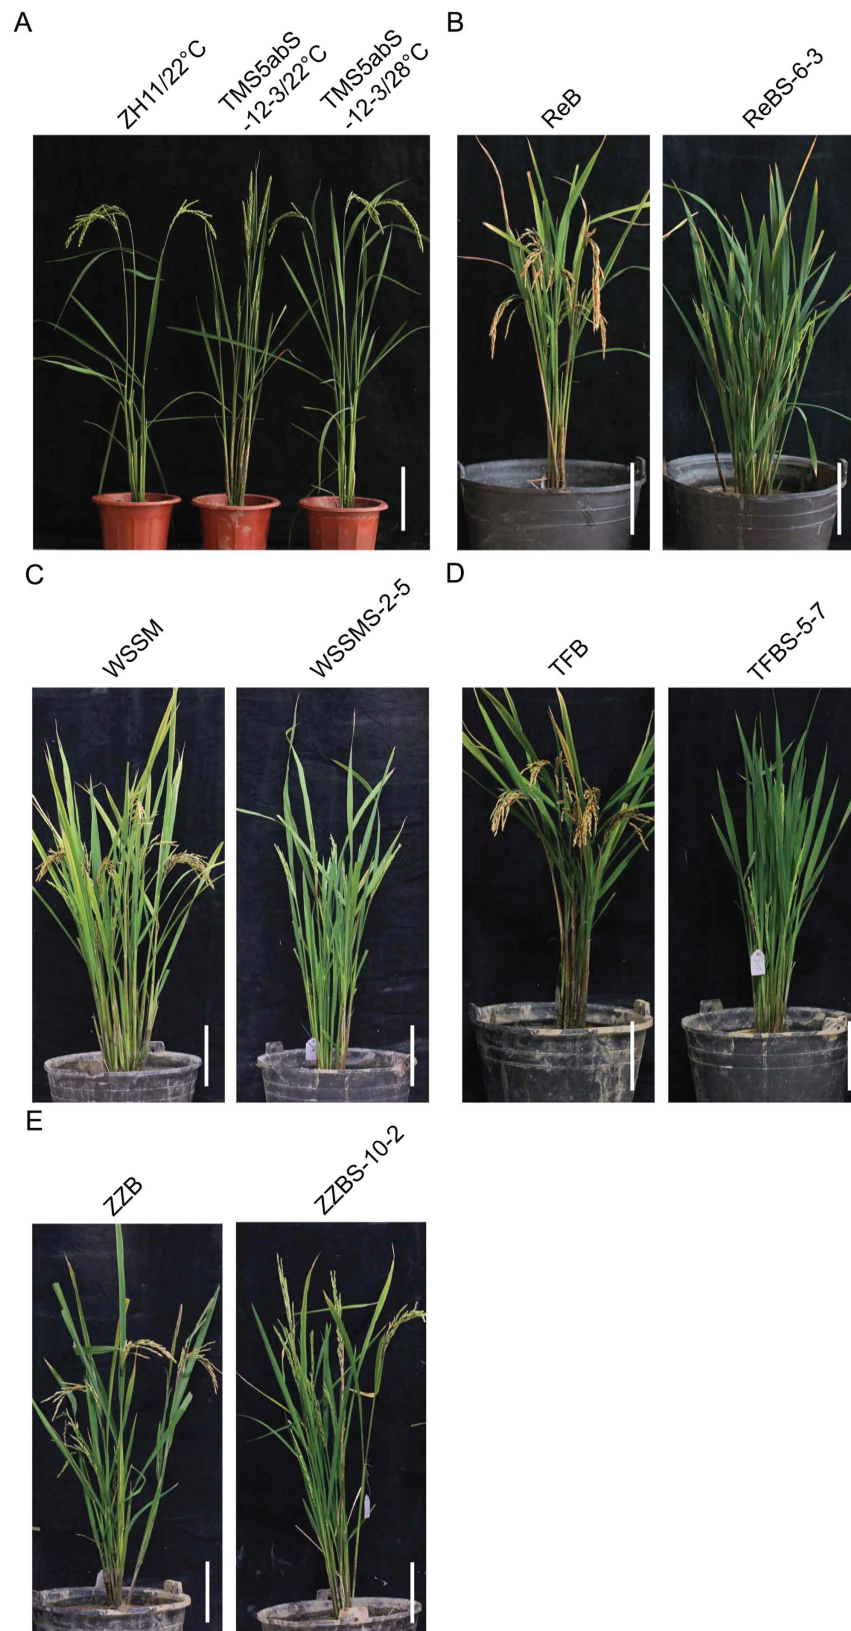 A
ZH11/22°C
TMS5abS
-12-3/22°C
TMS5abS
-12-3/28°C
B
ReB
ReBS-6-3
C
WSSM
WSSMS-2-5
D
TFB
TFBS-5-7
E
ZZB
ZZBS-10-2